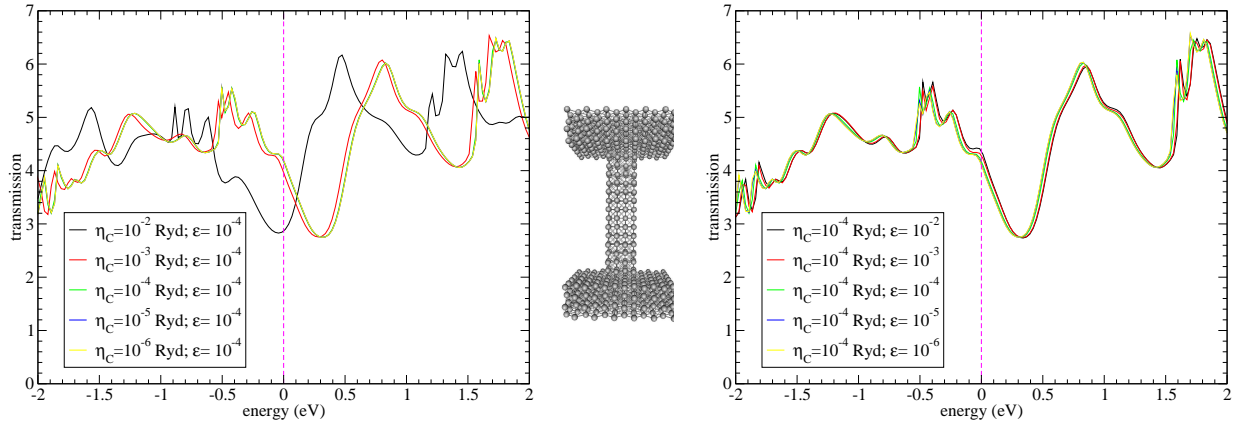 7
6
5
4
3
2
1
0
transmission
η_C=10^-2 Ryd; ε= 10^-4
η_C=10^-3 Ryd; ε= 10^-4
η_C=10^-4 Ryd; ε= 10^-4
η_C=10^-5 Ryd; ε= 10^-4
η_C=10^-6 Ryd; ε= 10^-4
-2 -1.5 -1 -0.5 0 0.5 1 1.5 2
energy (eV)
7
6
5
4
3
2
1
0
transmission
η_C=10^-4 Ryd; ε= 10^-2
η_C=10^-4 Ryd; ε= 10^-3
η_C=10^-4 Ryd; ε= 10^-4
η_C=10^-4 Ryd; ε= 10^-5
η_C=10^-4 Ryd; ε= 10^-6
-2 -1.5 -1 -0.5 0 0.5 1 1.5 2
energy (eV)